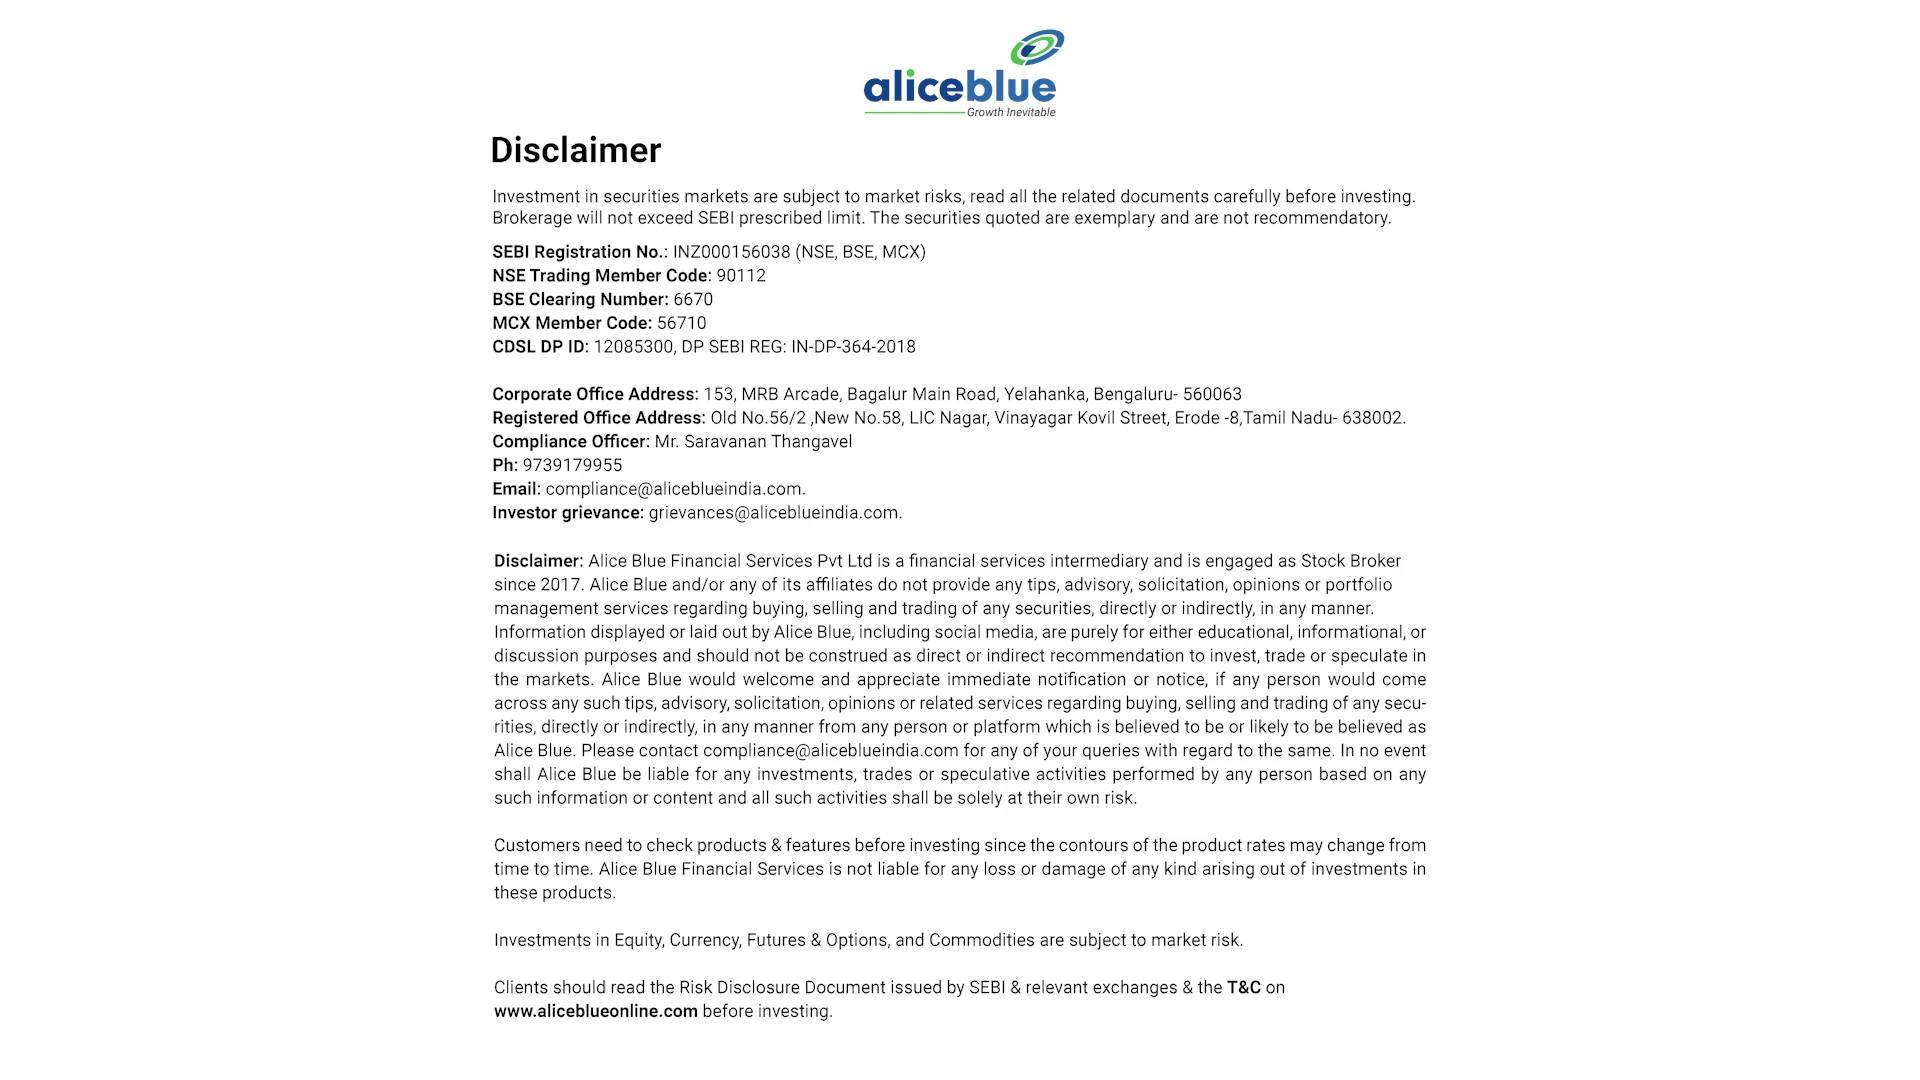 aliceblue
Growth Inevitable
Disclaimer
Investment in securities markets are subject to market risks, read all the related documents carefully before investing.
Brokerage will not exceed SEBI prescribed limit. The securities quoted are exemplary and are not recommendatory.
SEBI Registration No.: INZ000156038 (NSE, BSE, MCX)
NSE Trading Member Code: 90112
BSE Clearing Number: 6670
MCX Member Code: 56710
CDSL DP ID: 12085300, DP SEBI REG: IN-DP-364-2018
Corporate Office Address: 153, MRB Arcade, Bagalur Main Road, Yelahanka, Bengaluru- 560063
Registered Office Address: Old No.56/2 ,New No.58, LIC Nagar, Vinayagar Kovil Street, Erode -8,Tamil Nadu- 638002.
Compliance Officer: Mr. Saravanan Thangavel
Ph: 9739179955
Email: compliance@aliceblueindia.com.
Investor grievance: grievances@aliceblueindia.com.
Disclaimer: Alice Blue Financial Services Pvt Ltd is a financial services intermediary and is engaged as Stock Broker
since 2017. Alice Blue and/or any of its affiliates do not provide any tips, advisory, solicitation, opinions or portfolio
management services regarding buying, selling and trading of any securities, directly or indirectly, in any manner.
Information displayed or laid out by Alice Blue, including social media, are purely for either educational, informational, or
discussion purposes and should not be construed as direct or indirect recommendation to invest, trade or speculate in
the markets. Alice Blue would welcome and appreciate immediate notification or notice, if any person would come
across any such tips, advisory, solicitation, opinions or related services regarding buying, selling and trading of any secu-
rities, directly or indirectly, in any manner from any person or platform which is believed to be or likely to be believed as
Alice Blue. Please contact compliance@aliceblueindia.com for any of your queries with regard to the same. In no event
shall Alice Blue be liable for any investments, trades or speculative activities performed by any person based on any
such information or content and all such activities shall be solely at their own risk.
Customers need to check products & features before investing since the contours of the product rates may change from
time to time. Alice Blue Financial Services is not liable for any loss or damage of any kind arising out of investments in
these products.
Investments in Equity, Currency, Futures & Options, and Commodities are subject to market risk.
Clients should read the Risk Disclosure Document issued by SEBI & relevant exchanges & the T&C on
www.aliceblueonline.com before investing.